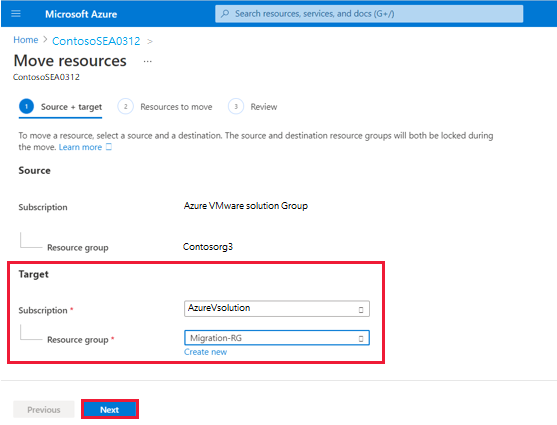 Microsoft Azure
Search resources, services, and docs (G+/)
Home > ContosoSEA0312 >
Move resources ...
ContosoSEA0312
1 Source + target 2 Resources to move 3 Review
To move a resource, select a source and a destination. The source and destination resource groups will both be locked during
the move. Learn more
Source
Subscription Azure VMware solution Group
Resource group Contosorg3
Target
Subscription * AzureVsolution
Resource group * Migration-RG
Create new
Previous Next